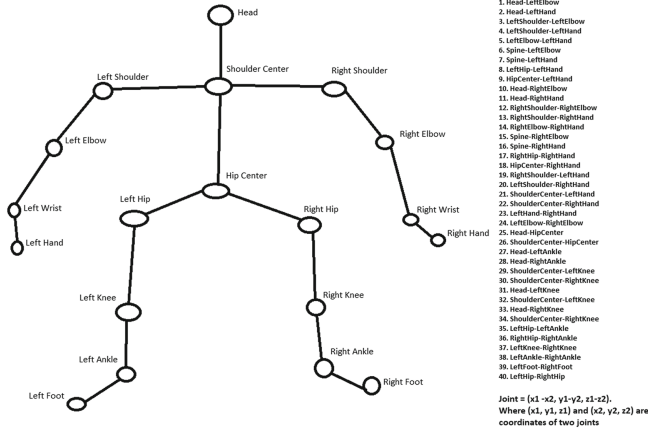 Head
Shoulder Center
Left Shoulder
Right Shoulder
Left Elbow
Right Elbow
Hip Center
Left Hip
Right Hip
Left Wrist
Right Wrist
Left Hand
Right Hand
Left Knee
Right Knee
Left Ankle
Right Ankle
Left Foot
Right Foot
1. Head-LeftElbow
2. Head-LeftHand
3. LeftShoulder-LeftElbow
4. LeftShoulder-LeftHand
5. LeftElbow-LeftHand
6. Spine-LeftElbow
7. Spine-LeftHand
8. LeftHip-LeftHand
9. HipCenter-LeftHand
10. Head-RightElbow
11. Head-RightHand
12. RightShoulder-RightElbow
13. RightShoulder-RightHand
14. RightElbow-RightHand
15. Spine-RightElbow
16. Spine-RightHand
17. RightHip-RightHand
18. HipCenter-RightHand
19. RightShoulder-LeftHand
20. LeftShoulder-RightHand
21. ShoulderCenter-LeftHand
22. ShoulderCenter-RightHand
23. LeftHand-RightHand
24. LeftElbow-RightElbow
25. Head-HipCenter
26. ShoulderCenter-HipCenter
27. Head-LeftAnkle
28. Head-RightAnkle
29. ShoulderCenter-LeftKnee
30. ShoulderCenter-RightKnee
31. Head-LeftKnee
32. ShoulderCenter-LeftKnee
33. Head-RightKnee
34. ShoulderCenter-RightKnee
35. LeftHip-LeftAnkle
36. RightHip-RightAnkle
37. LeftKnee-RightKnee
38. LeftAnkle-RightAnkle
39. LeftFoot-RightFoot
40. LeftHip-RightHip
Joint = (x1 -x2, y1-y2, z1-z2).
Where (x1, y1, z1) and (x2, y2, z2) are
coordinates of two joints